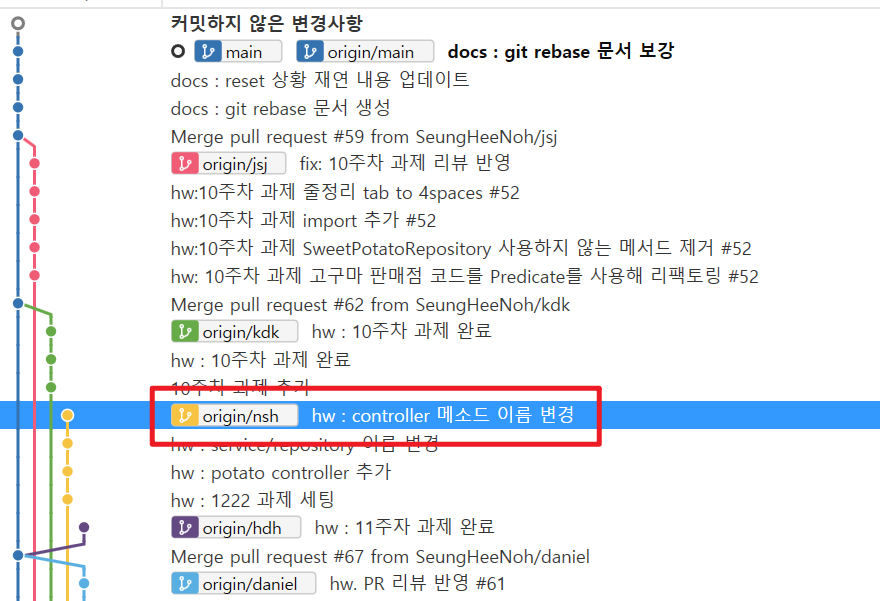 커밋하지 않은 변경사항
main origin/main docs : git rebase 문서 보강
docs : reset 상황 재연 내용 업데이트
docs : git rebase 문서 생성
Merge pull request #59 from SeungHeeNoh/jsj
origin/jsj fix: 10주차 과제 리뷰 반영
hw:10주차 과제 줄정리 tab to 4spaces #52
hw:10주차 과제 import 추가 #52
hw:10주차 과제 SweetPotatoRepository 사용하지 않는 메서드 제거 #52
hw: 10주차 과제 고구마 판매점 코드를 Predicate를 사용해 리팩토링 #52
Merge pull request #62 from SeungHeeNoh/kdk
origin/kdk hw : 10주차 과제 완료
hw : 10주차 과제 완료
10주차 과제 추가
origin/nsh hw : controller 메소드 이름 변경
hw : service/repository 이름 변경
hw : potato controller 추가
hw : 1222 과제 세팅
origin/hdh hw : 11주자 과제 완료
Merge pull request #67 from SeungHeeNoh/daniel
origin/daniel hw. PR 리뷰 반영 #61